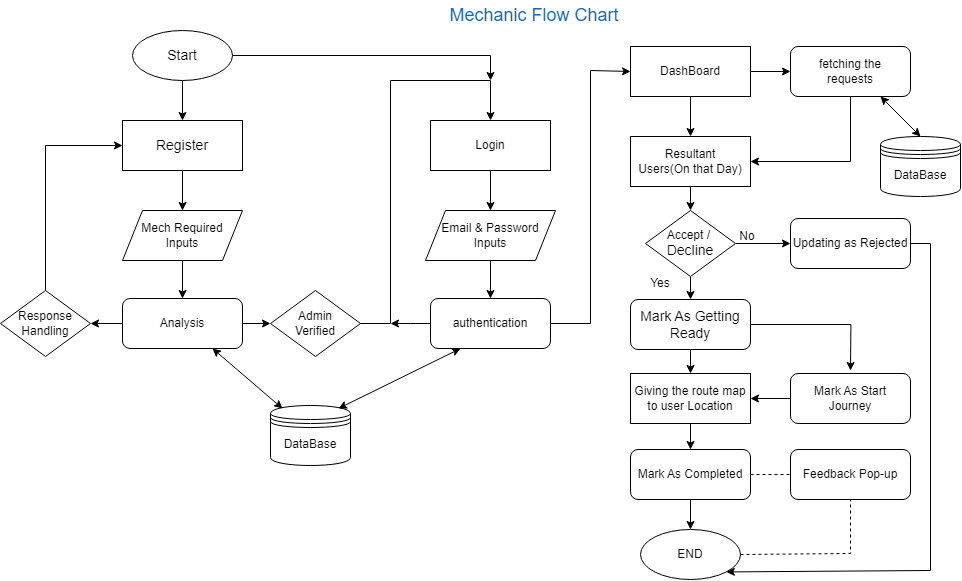 Mechanic Flow Chart
Start
Register
Mech Required
Inputs
Analysis
Response
Handling
Admin
Verified
DataBase
Login
Email & Password
Inputs
authentication
DashBoard
fetching the
requests
DataBase
Resultant
Users(On that Day)
Accept /
Decline
No
Updating as Rejected
Yes
Mark As Getting
Ready
Giving the route map
to user Location
Mark As Start
Journey
Mark As Completed
Feedback Pop-up
END